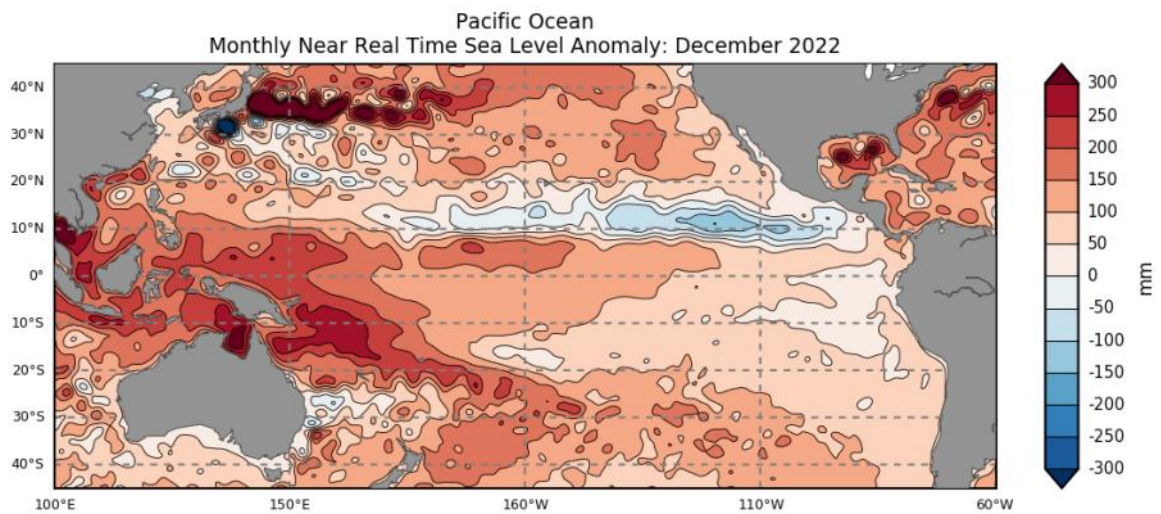 Pacific Ocean
Monthly Near Real Time Sea Level Anomaly: December 2022
40°N
30°N
20°N
10°N
0°
10°S
20°S
30°S
40°S
100°E 150°E 160°W 110°W 60°W
300
250
200
150
100
50
0
-50
-100
-150
-200
-250
-300
mm